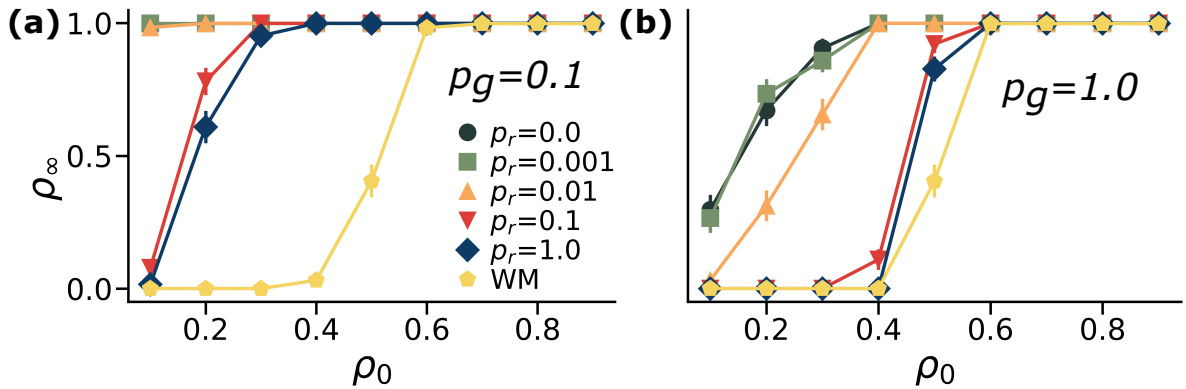 (a)
1.0
0.5
0.0
ρ∞
p_g=0.1
p_r=0.0
p_r=0.001
p_r=0.01
p_r=0.1
p_r=1.0
WM
0.2 0.4 0.6 0.8
ρ₀
(b)
p_g=1.0
0.2 0.4 0.6 0.8
ρ₀